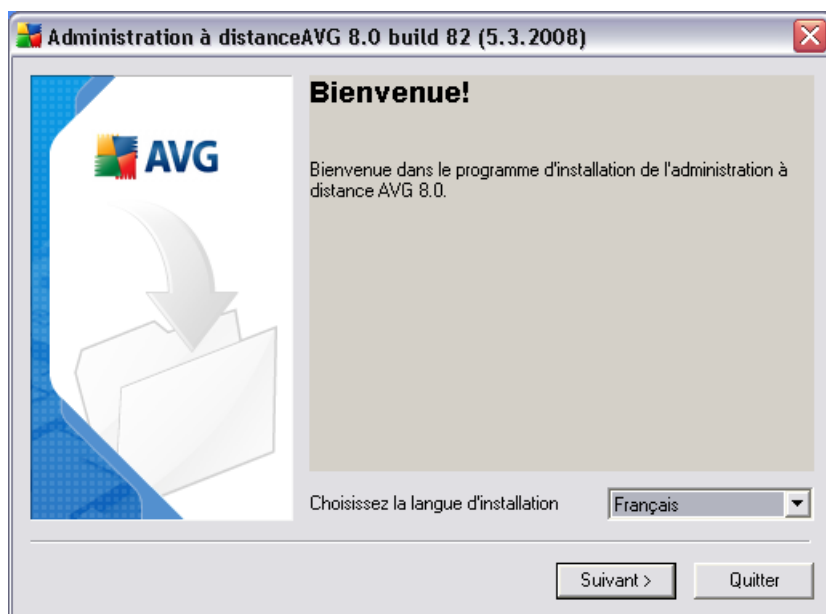 Administration à distanceAVG 8.0 build 82 (5.3.2008)
AVG
Bienvenue!
Bienvenue dans le programme d'installation de l'administration à
distance AVG 8.0.
Choisissez la langue d'installation
Français
Suivant >
Quitter